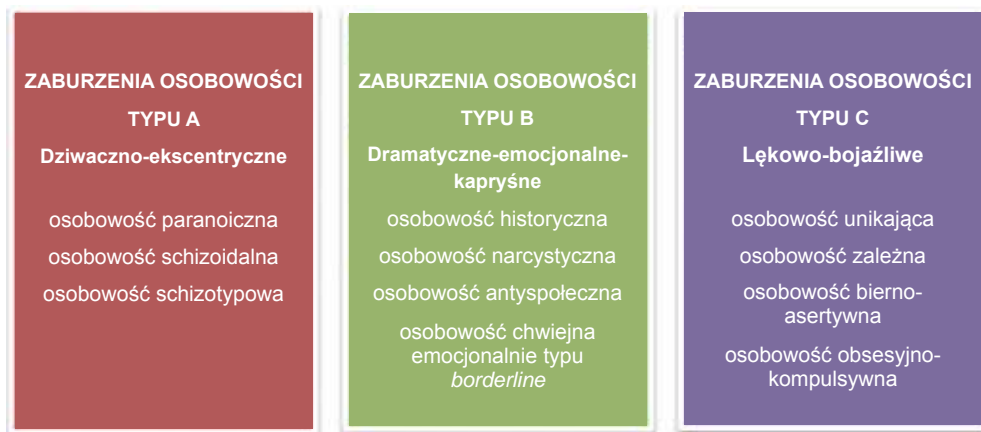 ZABURZENIA OSOBOWOŚCI
TYPU A
Dziwaczno-ekscentryczne
osobowość paranoiczna
osobowość schizoidalna
osobowość schizotypowa
ZABURZENIA OSOBOWOŚCI
TYPU B
Dramatyczne-emocjonalne-
kapryśne
osobowość historyczna
osobowość narcystyczna
osobowość antyspołeczna
osobowość chwiejna
emocjonalnie typu
borderline
ZABURZENIA OSOBOWOŚCI
TYPU C
Lękowo-bojaźliwe
osobowość unikająca
osobowość zależna
osobowość bierno-
asertywna
osobowość obsesyjno-
kompulsywna